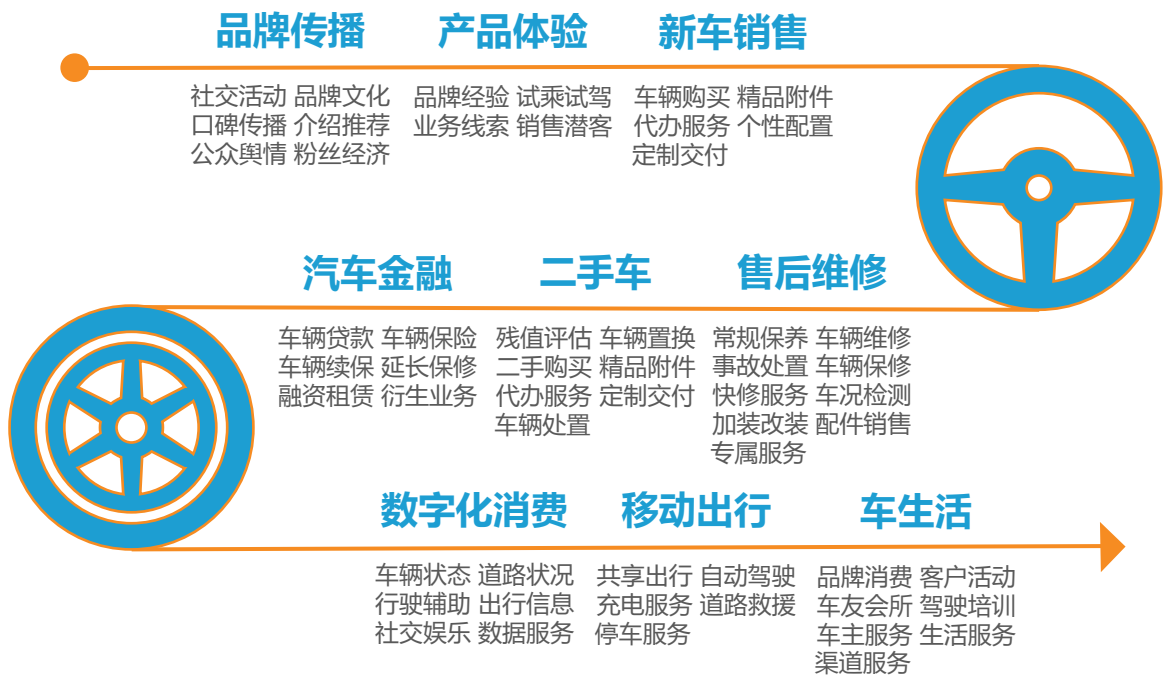 品牌传播 产品体验 新车销售
社交活动 品牌文化
口碑传播 介绍推荐
公众舆情 粉丝经济
品牌经验 试乘试驾
业务线索 销售潜客
车辆购买 精品附件
代办服务 个性配置
定制交付
汽车金融 二手车 售后维修
车辆贷款 车辆保险
车辆续保 延长保修
融资租赁 衍生业务
残值评估 车辆置换
二手购买 精品附件
代办服务 定制交付
车辆处置
常规保养 车辆维修
事故处置 车辆保修
快修服务 车况检测
加装改装 配件销售
专属服务
数字化消费 移动出行 车生活
车辆状态 道路状况
行驶辅助 出行信息
社交娱乐 数据服务
共享出行 自动驾驶
充电服务 道路救援
停车服务
品牌消费 客户活动
车友会所 驾驶培训
车主服务 生活服务
渠道服务